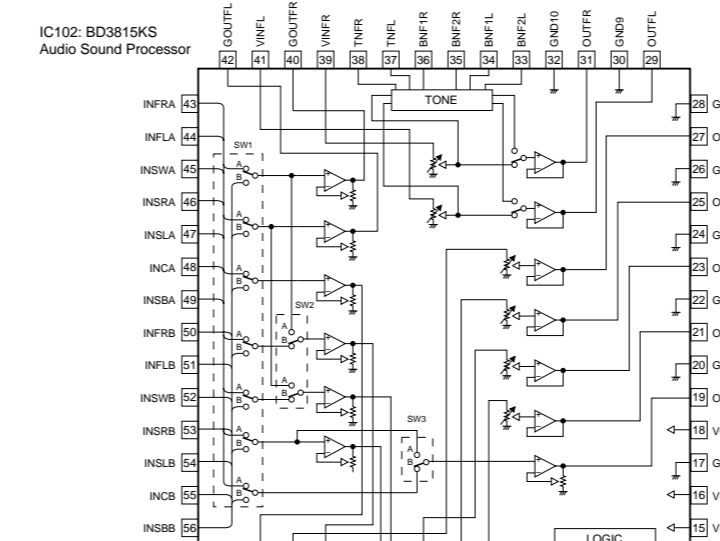 IC102: BD3815KS
Audio Sound Processor
GOUTFL
VINFL
GOUTFR
VINFR
TNFR
TNFL
BNF1R
BNF2R
BNF1L
BNF2L
GND10
OUTFR
GND9
OUTFL
42 41 40 39 38 37 36 35 34 33 32 31 30 29
TONE
INFRA 43
INFLA 44
INSWA 45
INSRA 46
INSLA 47
INCA 48
INSBA 49
INFRB 50
INFLB 51
INSWB 52
INSRB 53
INSLB 54
INCB 55
INSBB 56
SW1
A
B
A
B
A
B
A
B
A
B
A
B
A
B
SW2
A
B
A
B
SW3
A
B
28 G
27 O
26 G
25 O
24 G
23 O
22 G
21 O
20 G
19 O
18 V
17 G
16 V
15 V
LOGIC